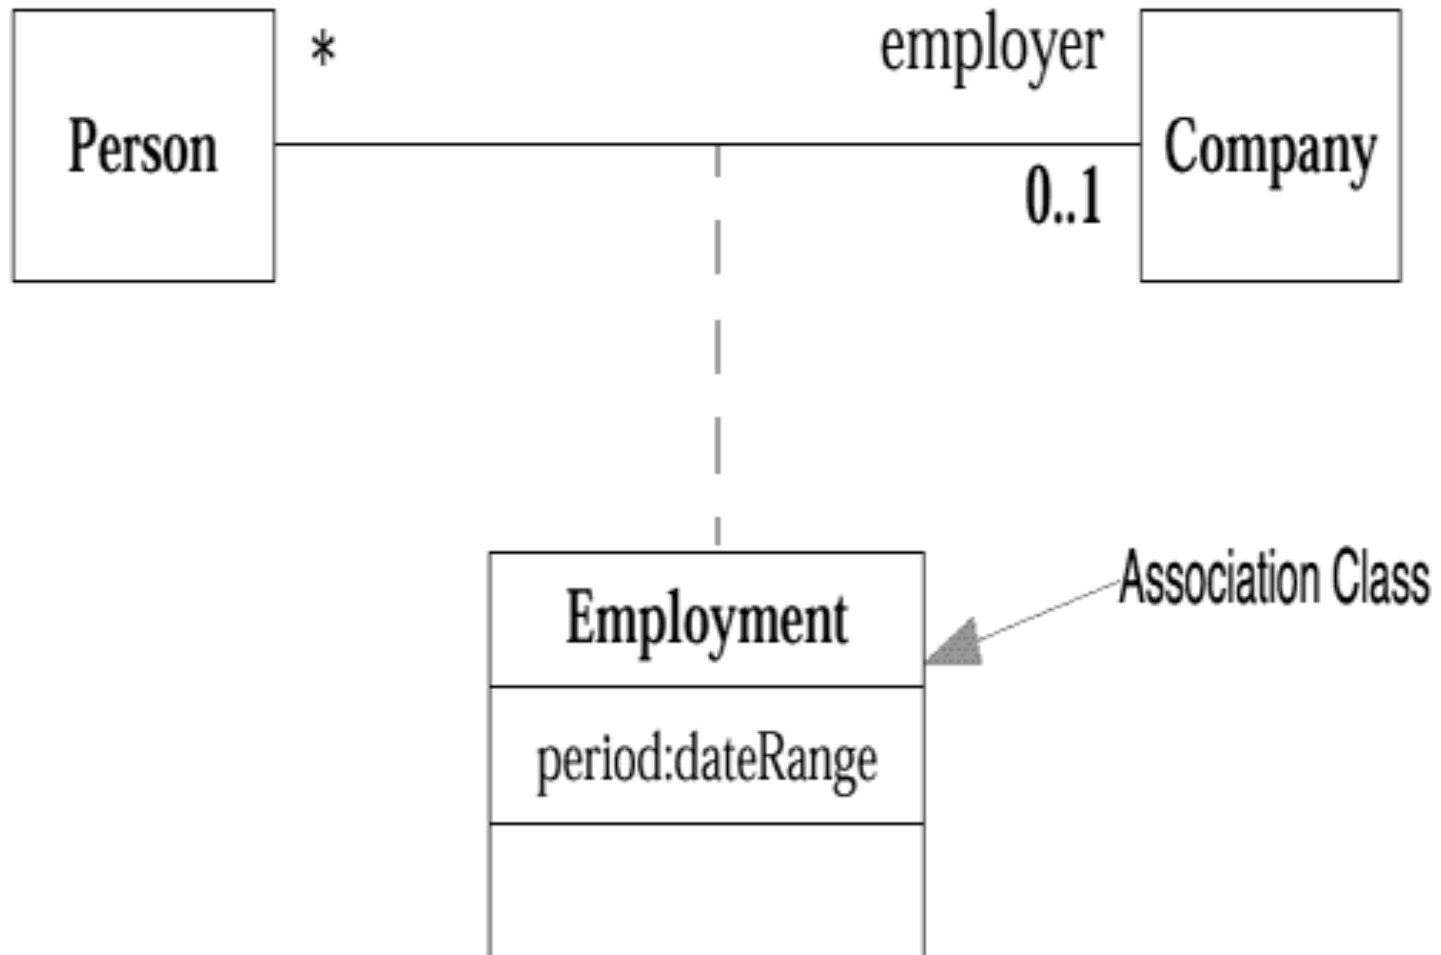 *
employer
Person
Company
0..1
Association Class
Employment
period:dateRange